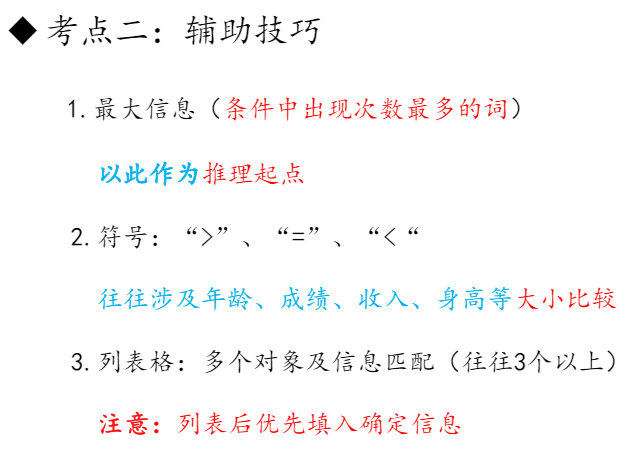 ◆ 考点二：辅助技巧
1. 最大信息（条件中出现次数最多的词）
以此作为推理起点
2. 符号：“>”、“=”、“<“
往往涉及年龄、成绩、收入、身高等大小比较
3. 列表格：多个对象及信息匹配（往往3个以上）
注意：列表后优先填入确定信息